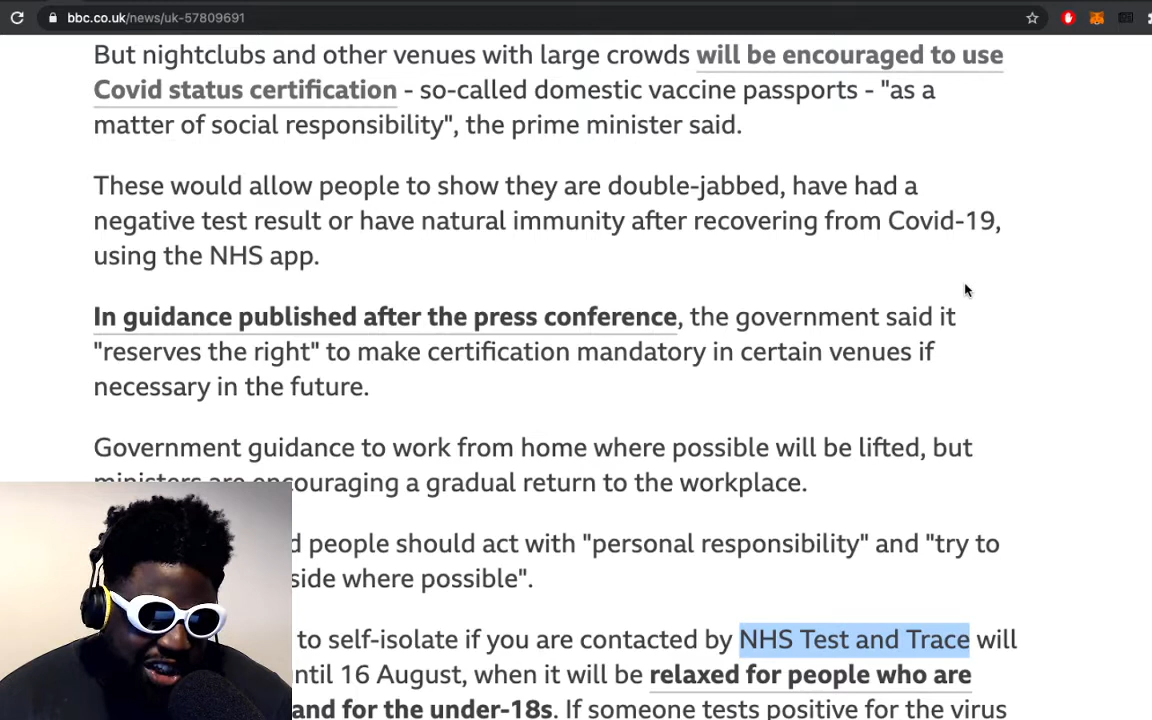 bbc.co.uk/news/uk-57809691
But nightclubs and other venues with large crowds will be encouraged to use
Covid status certification - so-called domestic vaccine passports - "as a
matter of social responsibility", the prime minister said.
These would allow people to show they are double-jabbed, have had a
negative test result or have natural immunity after recovering from Covid-19,
using the NHS app.
In guidance published after the press conference, the government said it
"reserves the right" to make certification mandatory in certain venues if
necessary in the future.
Government guidance to work from home where possible will be lifted, but
ministers are encouraging a gradual return to the workplace.
people should act with "personal responsibility" and "try to
where possible".
to self-isolate if you are contacted by NHS Test and Trace will
16 August, when it will be relaxed for people who are
and for the under-18s. If someone tests positive for the virus